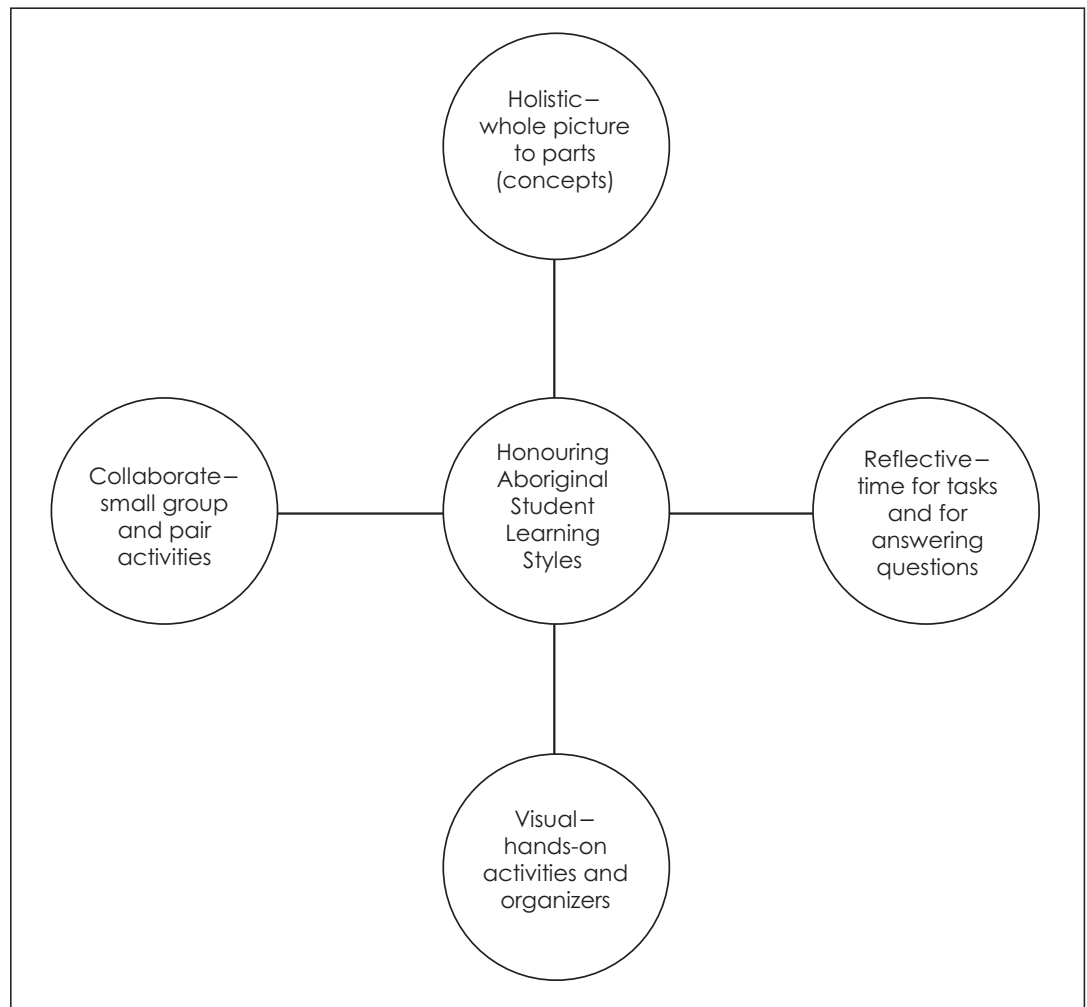 Holistic–
whole picture
to parts
(concepts)
Collaborate–
small group
and pair
activities
Honouring
Aboriginal
Student
Learning
Styles
Reflective–
time for tasks
and for
answering
questions
Visual–
hands-on
activities and
organizers